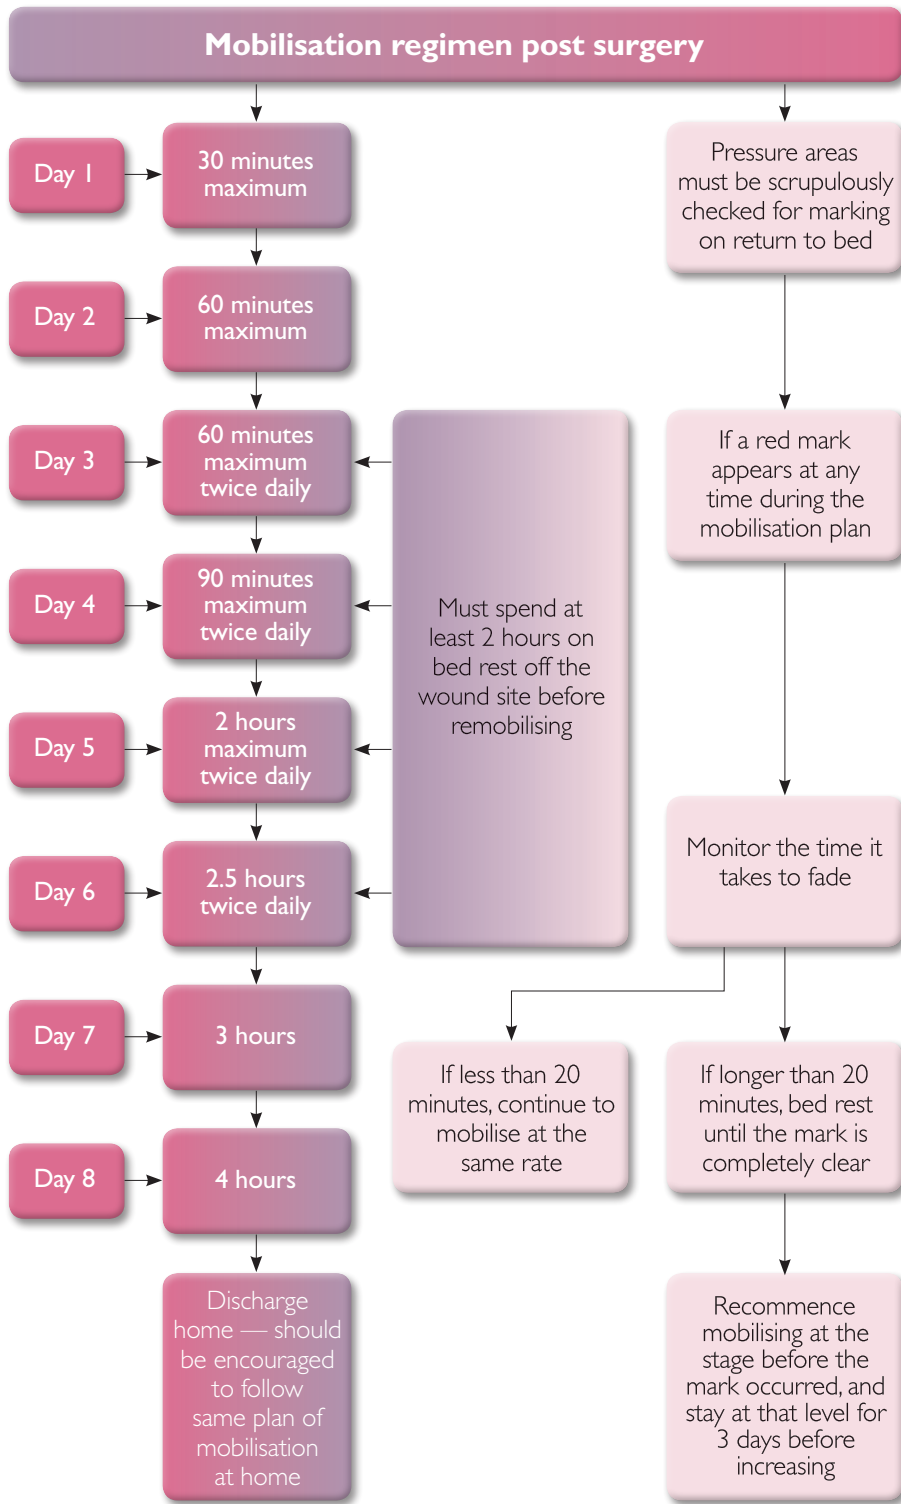 Mobilisation regimen post surgery
Day 1
30 minutes
maximum
Day 2
60 minutes
maximum
Day 3
60 minutes
maximum
twice daily
Day 4
90 minutes
maximum
twice daily
Day 5
2 hours
maximum
twice daily
Day 6
2.5 hours
twice daily
Day 7
3 hours
Day 8
4 hours
Discharge
home — should
be encouraged
to follow
same plan of
mobilisation
at home
Must spend at
least 2 hours on
bed rest off the
wound site before
remobilising
Pressure areas
must be scrupulously
checked for marking
on return to bed
If a red mark
appears at any
time during the
mobilisation plan
Monitor the time it
takes to fade
If less than 20
minutes, continue to
mobilise at the
same rate
If longer than 20
minutes, bed rest
until the mark is
completely clear
Recommence
mobilising at the
stage before the
mark occurred, and
stay at that level for
3 days before
increasing